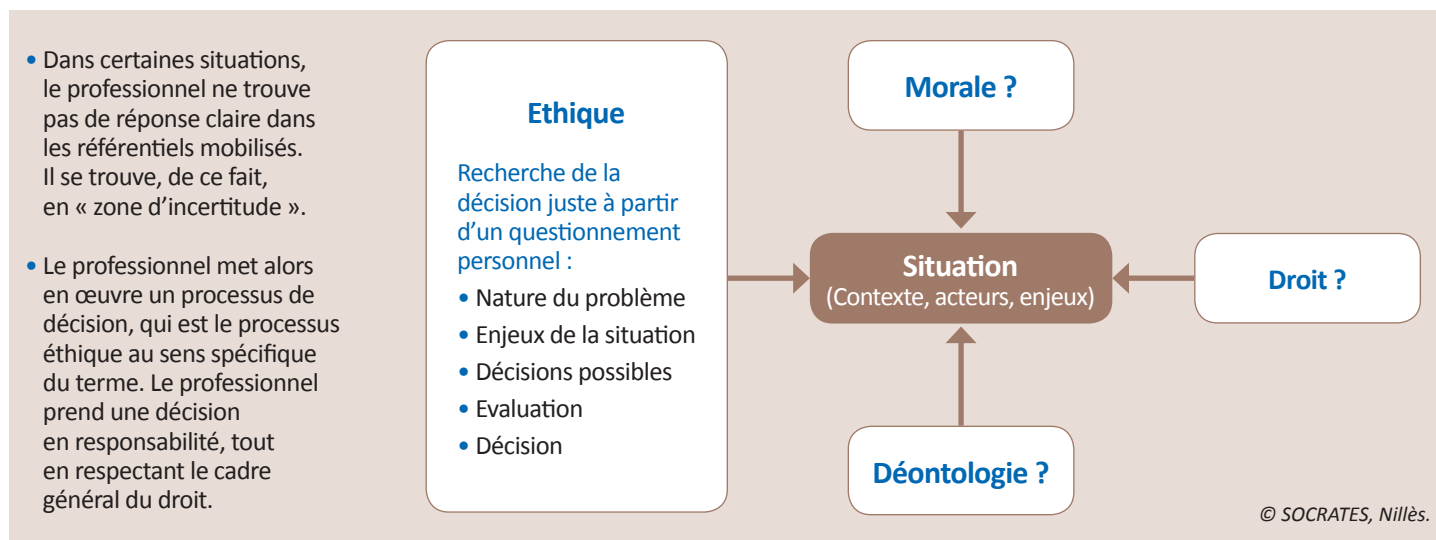 • Dans certaines situations,
le professionnel ne trouve
pas de réponse claire dans
les référentiels mobilisés.
Il se trouve, de ce fait,
en « zone d'incertitude ».
• Le professionnel met alors
en œuvre un processus de
décision, qui est le processus
éthique au sens spécifique
du terme. Le professionnel
prend une décision
en responsabilité, tout
en respectant le cadre
général du droit.
Ethique
Recherche de la
décision juste à partir
d'un questionnement
personnel :
• Nature du problème
• Enjeux de la situation
• Décisions possibles
• Evaluation
• Décision
Morale ?
Situation
(Contexte, acteurs, enjeux)
Droit ?
Déontologie ?
© SOCRATES, Nillès.